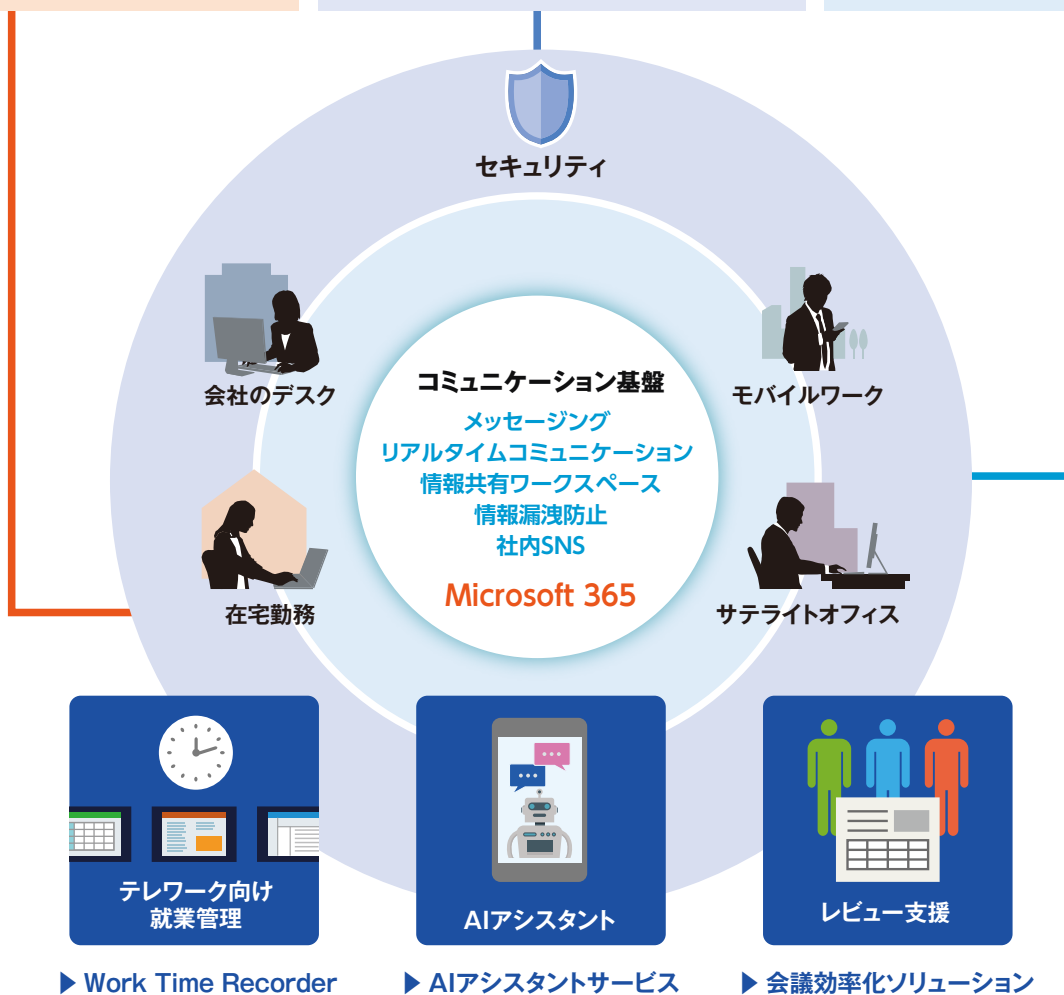 セキュリティ
会社のデスク
モバイルワーク
コミュニケーション基盤
メッセージング
リアルタイムコミュニケーション
情報共有ワークスペース
情報漏洩防止
社内SNS
Microsoft 365
在宅勤務
サテライトオフィス
テレワーク向け
就業管理
AIアシスタント
レビュー支援
▶ Work Time Recorder
▶ AIアシスタントサービス
▶ 会議効率化ソリューション